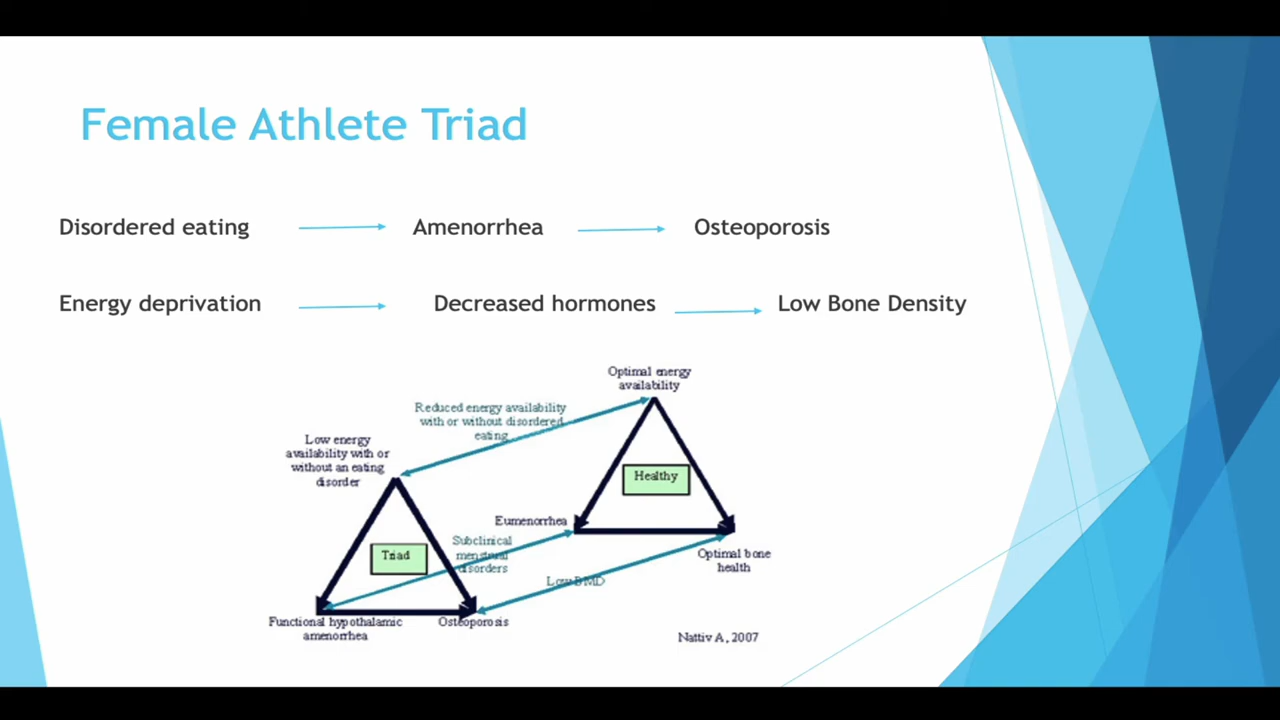 Female Athlete Triad
Disordered eating
Amenorrhea
Osteoporosis
Energy deprivation
Decreased hormones
Low Bone Density
Optimal energy
availability
Reduced energy availability
with or without disordered
eating
Low energy
availability with or
without an eating
disorder
Healthy
Eumenorrhea
Subclinical
menstrual
disorders
Triad
Optimal bone
health
Low BMD
Functional hypothalamic
amenorrhea
Osteoporosis
Nattiv A, 2007